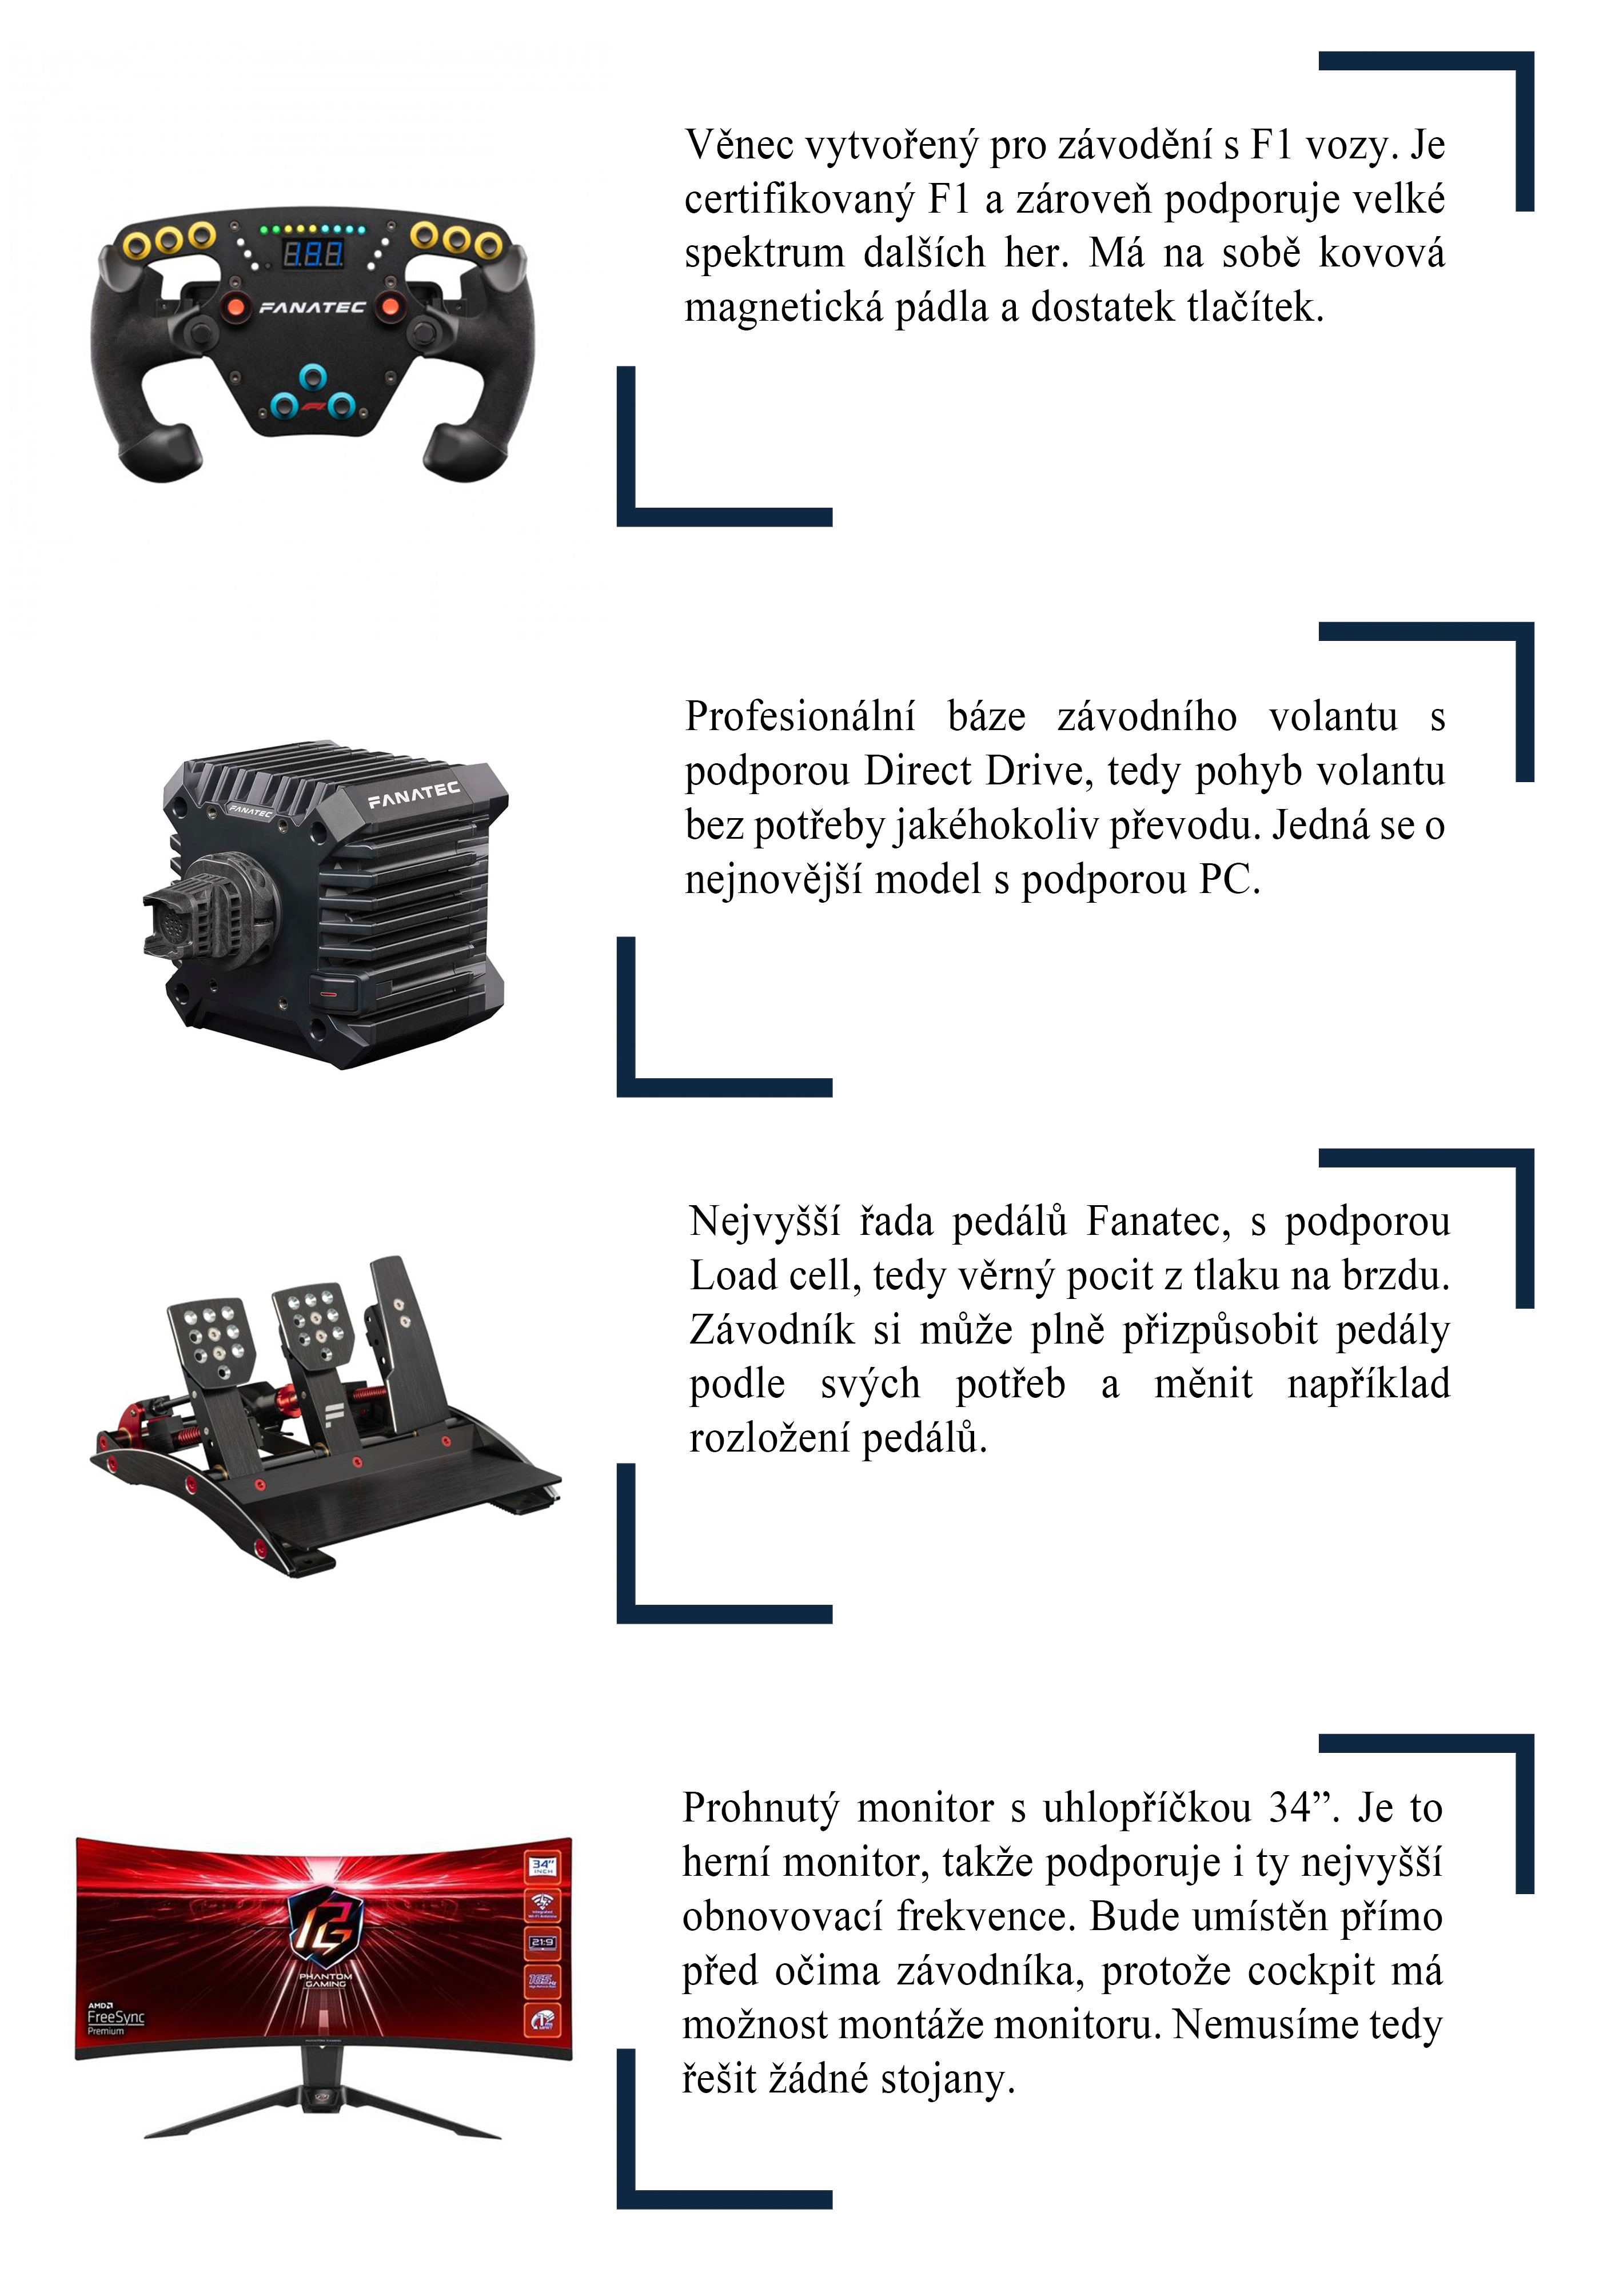 Věnec vytvořený pro závodění s F1 vozy. Je
certifikovaný F1 a zároveň podporuje velké
spektrum dalších her. Má na sobě kovová
magnetická pádla a dostatek tlačítek.
FANATEC
Profesionální báze závodního volantu s
podporou Direct Drive, tedy pohyb volantu
bez potřeby jakéhokoliv převodu. Jedná se o
nejnovější model s podporou PC.
FANATEC
FANATEC
Nejvyšší řada pedálů Fanatec, s podporou
Load cell, tedy věrný pocit z tlaku na brzdu.
Závodník si může plně přizpůsobit pedály
podle svých potřeb a měnit například
rozložení pedálů.
Prohnutý monitor s uhlopříčkou 34”. Je to
herní monitor, takže podporuje i ty nejvyšší
obnovovací frekvence. Bude umístěn přímo
před očima závodníka, protože cockpit má
možnost montáže monitoru. Nemusíme tedy
řešit žádné stojany.
34"
INCH
21:9
165Hz
PHANTOM
GAMING
AMD
FreeSync
Premium